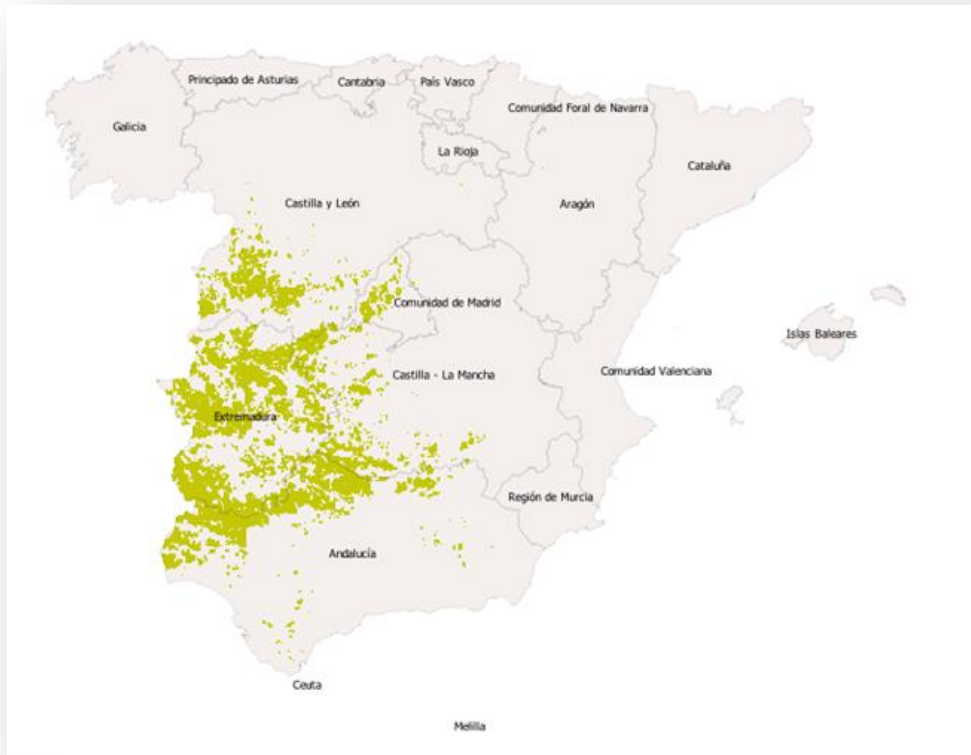 Principado de Asturias
Cantabria
País Vasco
Comunidad Foral de Navarra
Galicia
La Rioja
Cataluña
Castilla y León
Aragón
Comunidad de Madrid
Islas Baleares
Castilla - La Mancha
Comunidad Valenciana
Extremadura
Región de Murcia
Andalucía
Ceuta
Melilla